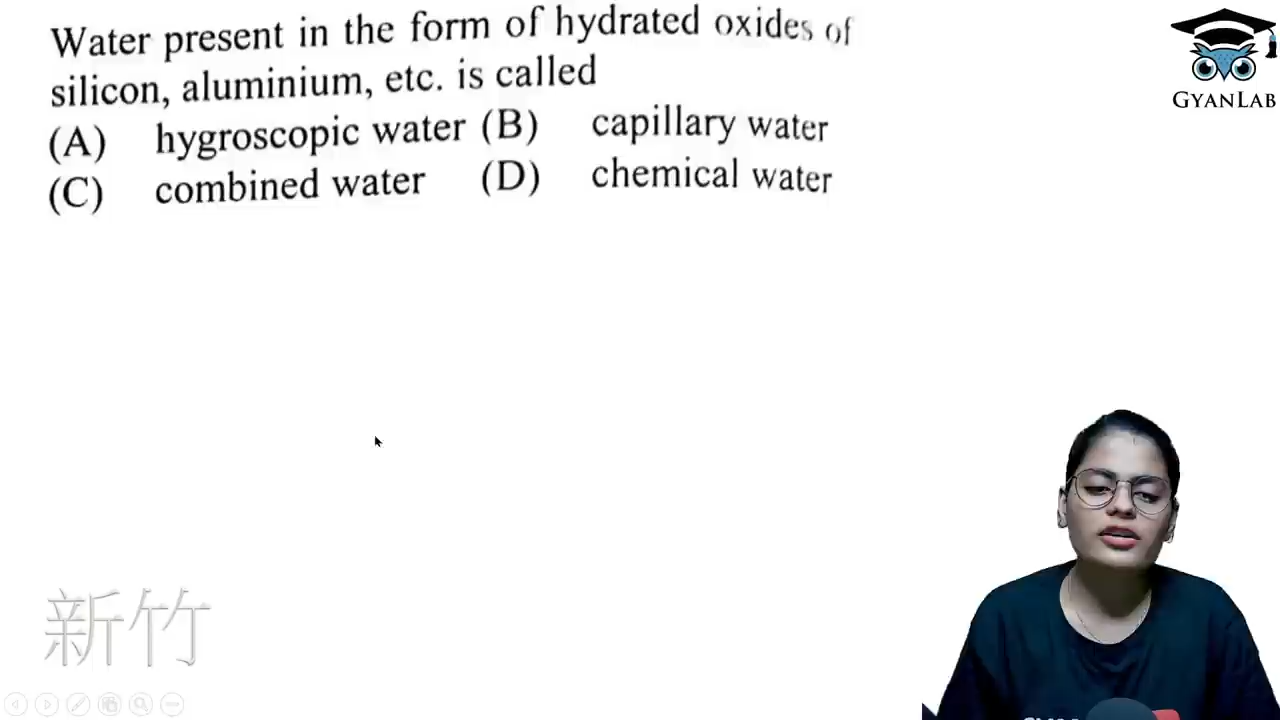 Water present in the form of hydrated oxides of
silicon, aluminium, etc. is called
(A) hygroscopic water (B) capillary water
(C) combined water (D) chemical water
GYANLAB
新竹